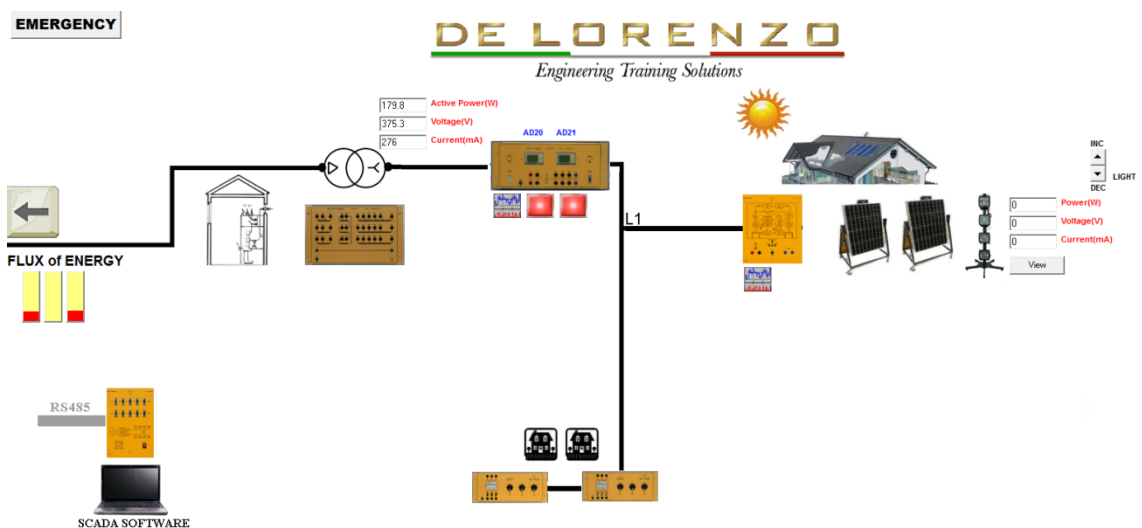 EMERGENCY
DE LORENZO
Engineering Training Solutions
179.8 Active Power(W)
375.3 Voltage(V)
276 Current(mA)
AD20 AD21
INC
LIGHT
DEC
0 Power(W)
0 Voltage(V)
0 Current(mA)
View
L1
FLUX of ENERGY
RS485
SCADA SOFTWARE